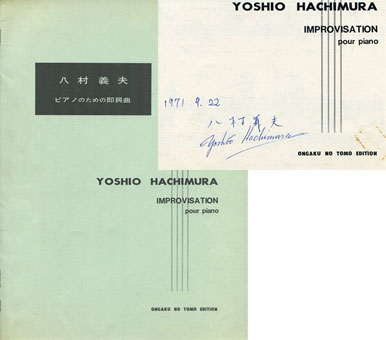 八村義夫
ピアノのための即興曲
YOSHIO HACHIMURA
IMPROVISATION
pour piano
ONGAKU NO TOMO EDITION
YOSHIO HACHIMURA
IMPROVISATION
pour piano
1971 9.22
八村義夫
Yoshio Hachimura
ONGAKU NO TOMO EDITION